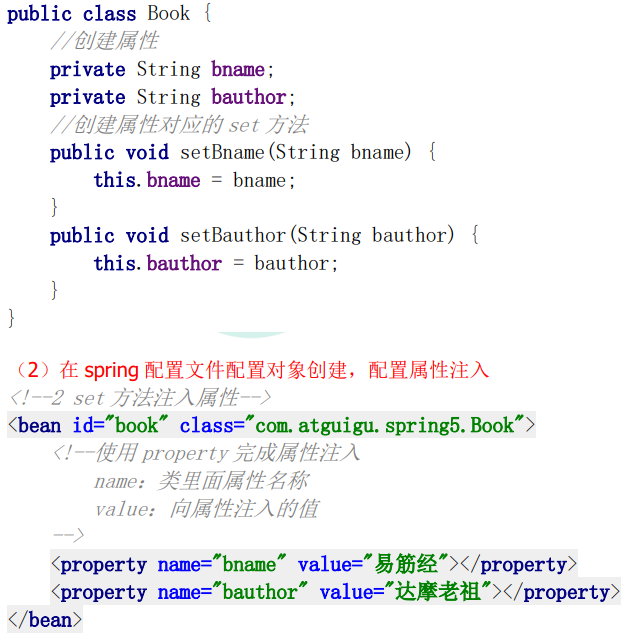 public class Book {
//创建属性
private String bname;
private String bauthor;
//创建属性对应的 set 方法
public void setBname(String bname) {
this.bname = bname;
}
public void setBauthor(String bauthor) {
this.bauthor = bauthor;
}
}
（2）在 spring 配置文件配置对象创建，配置属性注入
<!--2 set 方法注入属性-->
<bean id="book" class="com.atguigu.spring5.Book">
<!--使用 property 完成属性注入
name：类里面属性名称
value：向属性注入的值
-->
<property name="bname" value="易筋经"></property>
<property name="bauthor" value="达摩老祖"></property>
</bean>